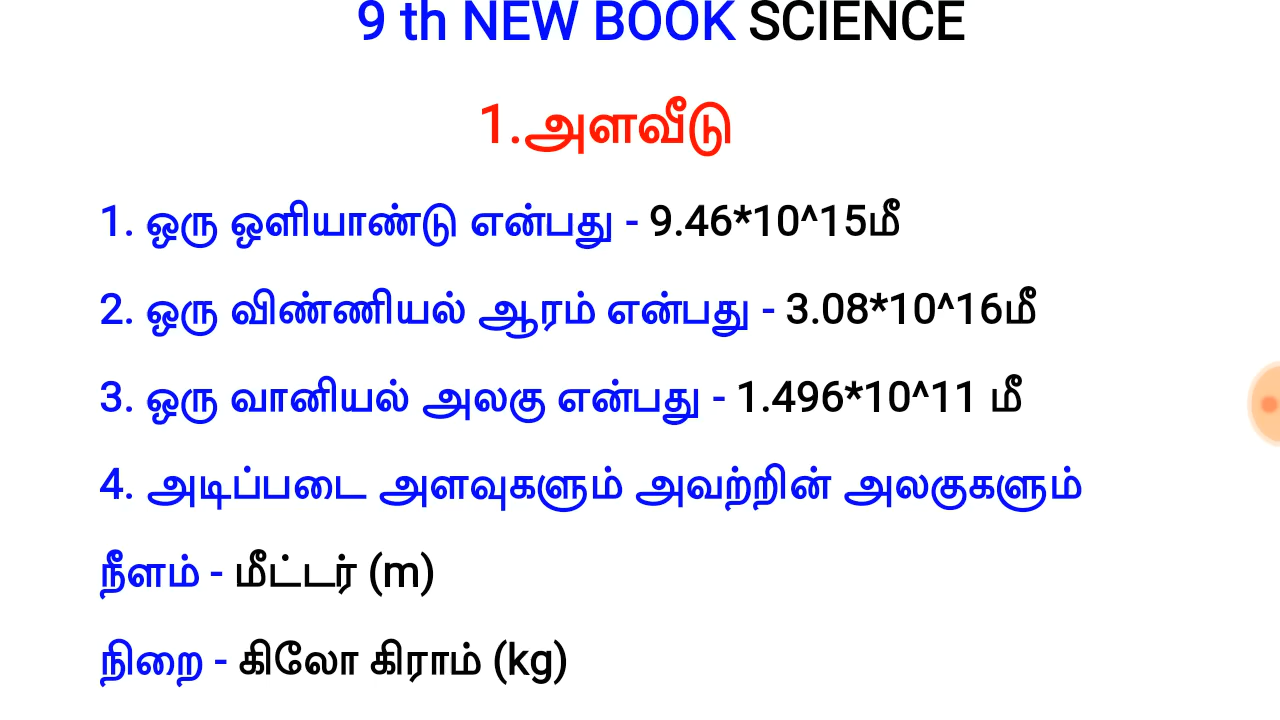 9 th NEW BOOK SCIENCE
1.அளவீடு
1. ஒரு ஒளியாண்டு என்பது - 9.46*10^15மீ
2. ஒரு விண்ணியல் ஆரம் என்பது - 3.08*10^16மீ
3. ஒரு வானியல் அலகு என்பது - 1.496*10^11 மீ
4. அடிப்படை அளவுகளும் அவற்றின் அலகுகளும்
நீளம் - மீட்டர் (m)
நிறை - கிலோ கிராம் (kg)